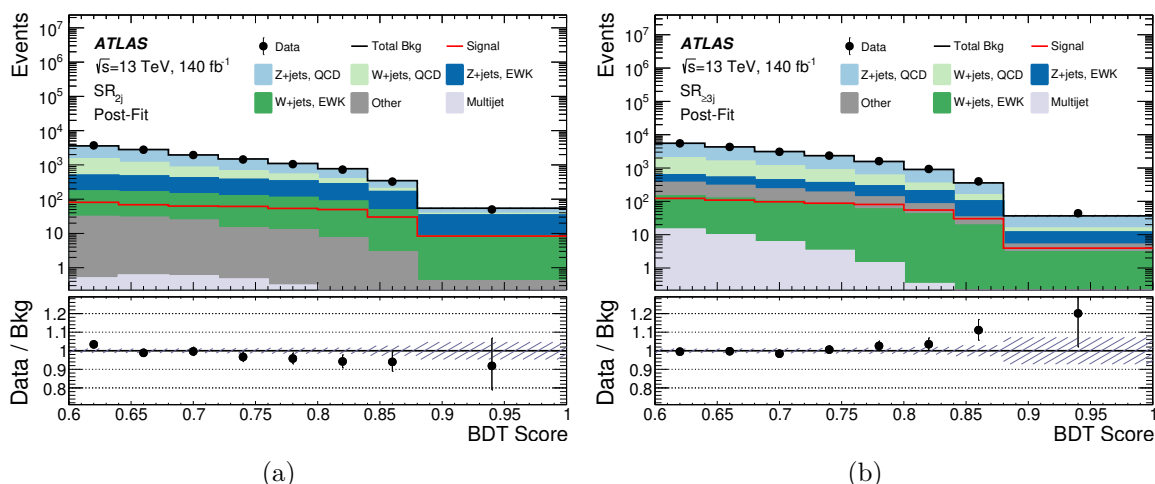 Events
10⁷
10⁶
10⁵
10⁴
10³
10²
10
1
ATLAS
√s=13 TeV, 140 fb⁻¹
SR₂ⱼ
Post-Fit
Data Total Bkg Signal
Z+jets, QCD W+jets, QCD Z+jets, EWK
W+jets, EWK Other Multijet
Data / Bkg
1.2
1.1
1
0.9
0.8
0.6 0.65 0.7 0.75 0.8 0.85 0.9 0.95 1
BDT Score
(a)
Events
10⁷
10⁶
10⁵
10⁴
10³
10²
10
1
ATLAS
√s=13 TeV, 140 fb⁻¹
SR≥3j
Post-Fit
Data Total Bkg Signal
Z+jets, QCD W+jets, QCD Z+jets, EWK
Other W+jets, EWK Multijet
Data / Bkg
1.2
1.1
1
0.9
0.8
0.6 0.65 0.7 0.75 0.8 0.85 0.9 0.95 1
BDT Score
(b)